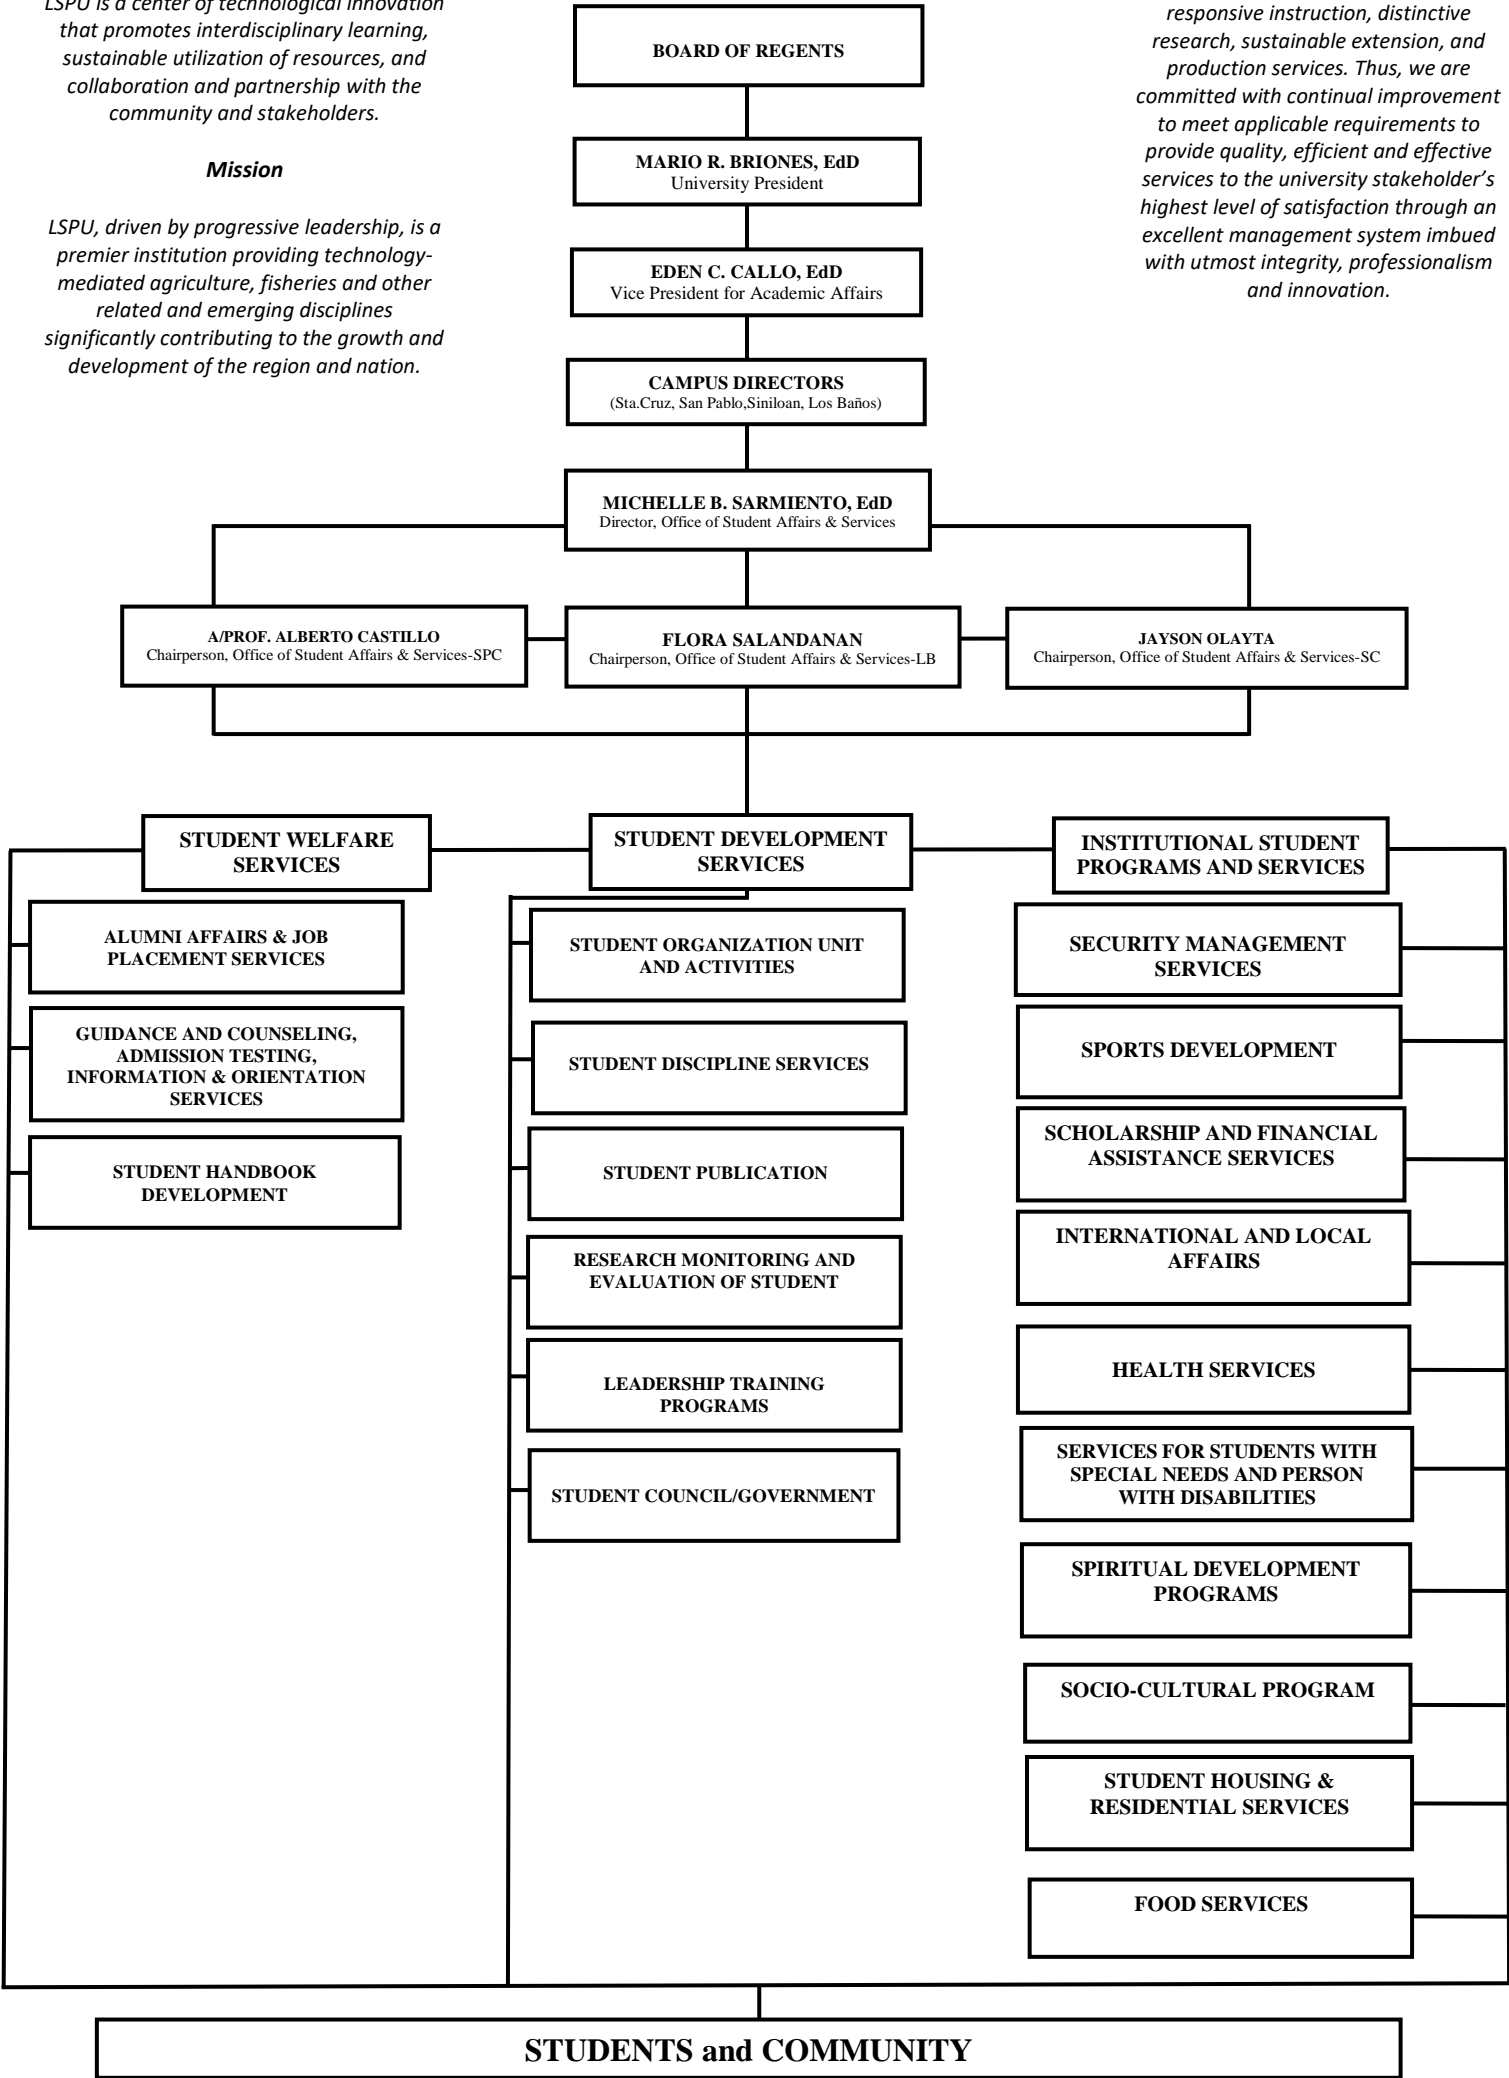 LSPU is a center of technological innovation
that promotes interdisciplinary learning,
sustainable utilization of resources, and
collaboration and partnership with the
community and stakeholders.
Mission
LSPU, driven by progressive leadership, is a
premier institution providing technology-
mediated agriculture, fisheries and other
related and emerging disciplines
significantly contributing to the growth and
development of the region and nation.
responsive instruction, distinctive
research, sustainable extension, and
production services. Thus, we are
committed with continual improvement
to meet applicable requirements to
provide quality, efficient and effective
services to the university stakeholder’s
highest level of satisfaction through an
excellent management system imbued
with utmost integrity, professionalism
and innovation.
BOARD OF REGENTS
MARIO R. BRIONES, EdD
University President
EDEN C. CALLO, EdD
Vice President for Academic Affairs
CAMPUS DIRECTORS
(Sta.Cruz, San Pablo,Siniloan, Los Baños)
MICHELLE B. SARMIENTO, EdD
Director, Office of Student Affairs & Services
A/PROF. ALBERTO CASTILLO
Chairperson, Office of Student Affairs & Services-SPC
FLORA SALANDANAN
Chairperson, Office of Student Affairs & Services-LB
JAYSON OLAYTA
Chairperson, Office of Student Affairs & Services-SC
STUDENT WELFARE
SERVICES
ALUMNI AFFAIRS & JOB
PLACEMENT SERVICES
GUIDANCE AND COUNSELING,
ADMISSION TESTING,
INFORMATION & ORIENTATION
SERVICES
STUDENT HANDBOOK
DEVELOPMENT
STUDENT DEVELOPMENT
SERVICES
STUDENT ORGANIZATION UNIT
AND ACTIVITIES
STUDENT DISCIPLINE SERVICES
STUDENT PUBLICATION
RESEARCH MONITORING AND
EVALUATION OF STUDENT
LEADERSHIP TRAINING
PROGRAMS
STUDENT COUNCIL/GOVERNMENT
INSTITUTIONAL STUDENT
PROGRAMS AND SERVICES
SECURITY MANAGEMENT
SERVICES
SPORTS DEVELOPMENT
SCHOLARSHIP AND FINANCIAL
ASSISTANCE SERVICES
INTERNATIONAL AND LOCAL
AFFAIRS
HEALTH SERVICES
SERVICES FOR STUDENTS WITH
SPECIAL NEEDS AND PERSON
WITH DISABILITIES
SPIRITUAL DEVELOPMENT
PROGRAMS
SOCIO-CULTURAL PROGRAM
STUDENT HOUSING &
RESIDENTIAL SERVICES
FOOD SERVICES
STUDENTS and COMMUNITY